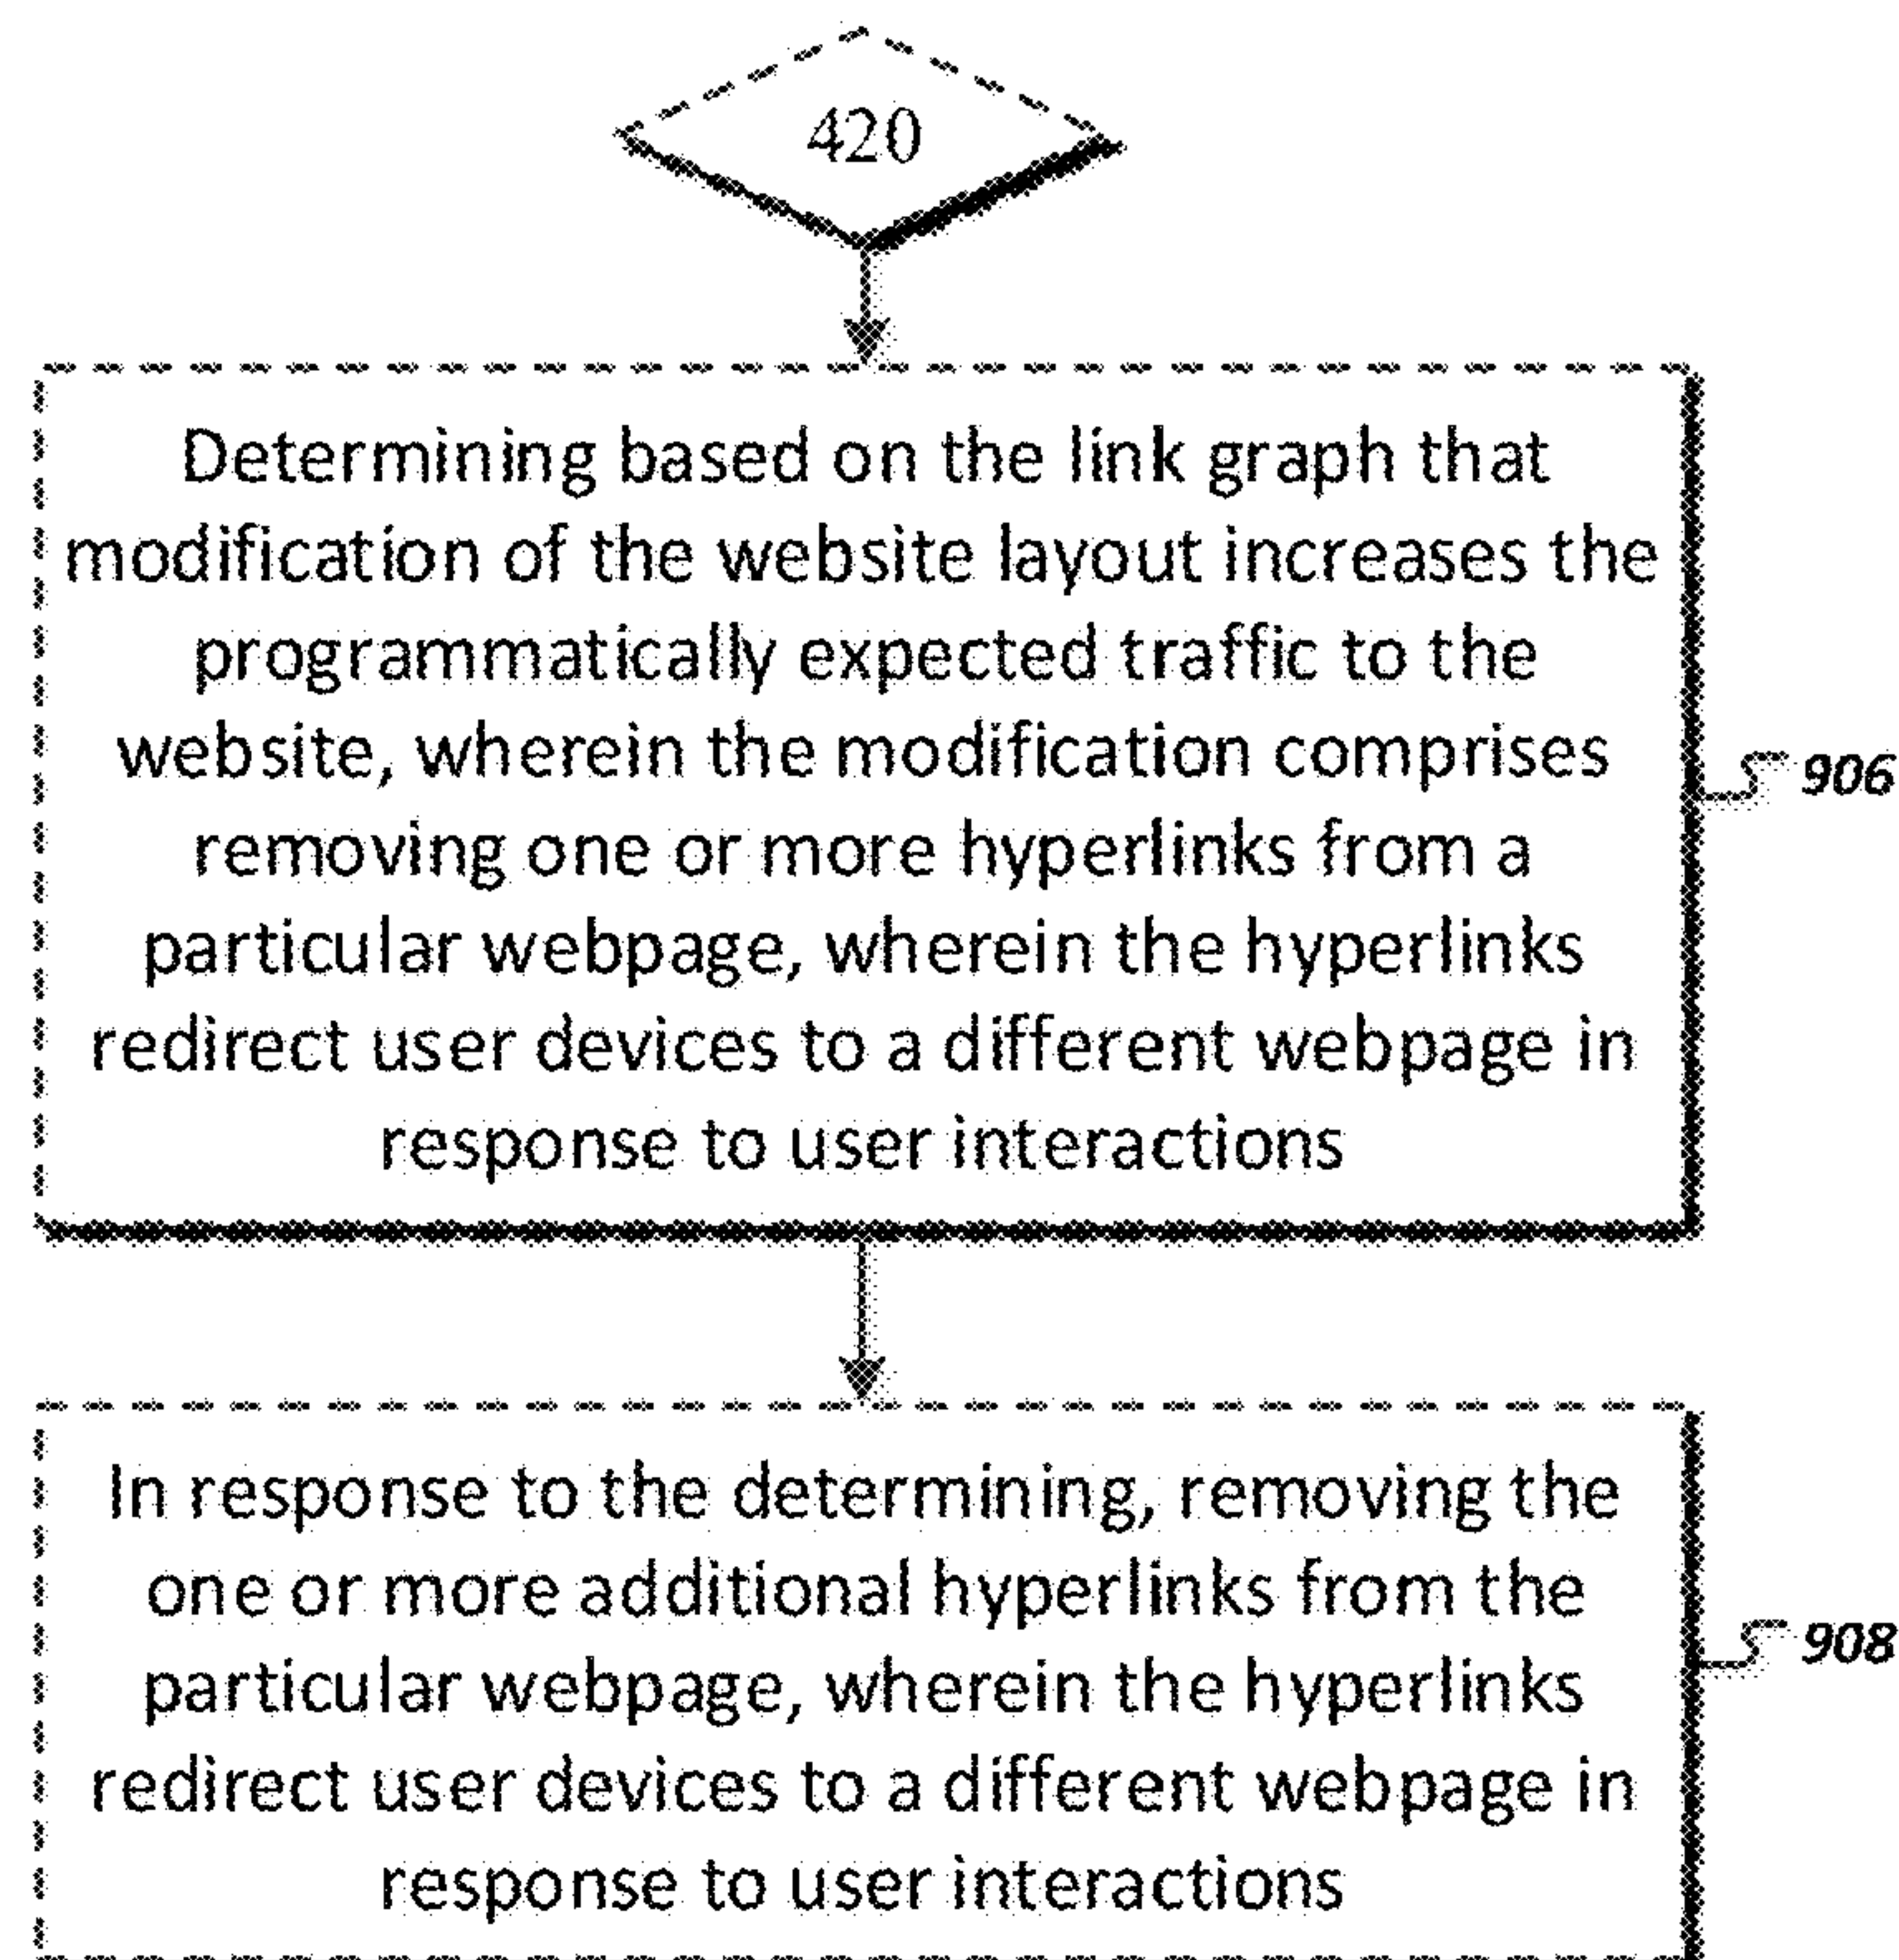 420
Determining based on the link graph that
modification of the website layout increases the
programmatically expected traffic to the
website, wherein the modification comprises
removing one or more hyperlinks from a
particular webpage, wherein the hyperlinks
redirect user devices to a different webpage in
response to user interactions
906
In response to the determining, removing the
one or more additional hyperlinks from the
particular webpage, wherein the hyperlinks
redirect user devices to a different webpage in
response to user interactions
908